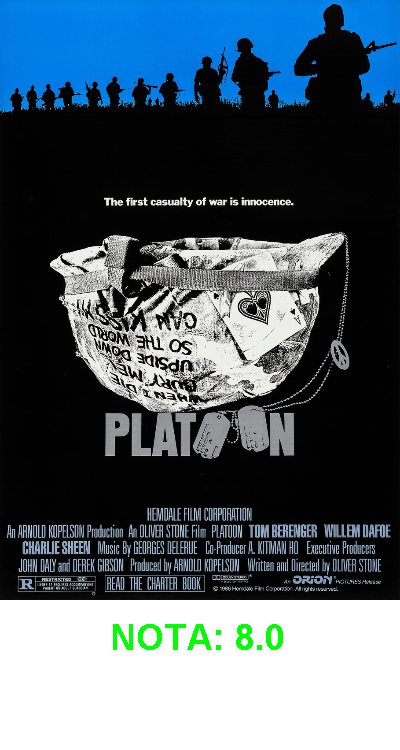 The first casualty of war is innocence.
WHEN I DIE
BURY ME
UPSIDE DOWN
SO THE WORLD
CAN KISS MY
PLATOON
HEMDALE FILM CORPORATION
An ARNOLD KOPELSON Production An OLIVER STONE Film PLATOON TOM BERENGER WILLEM DAFOE
CHARLIE SHEEN Music By GEORGES DELERUE Co-Producer A. KITMAN HO Executive Producers
JOHN DALY and DEREK GIBSON Produced by ARNOLD KOPELSON Written and Directed by OLIVER STONE
R RESTRICTED READ THE CHARTER BOOK DOLBY STEREO An ORION PICTURES Release
© 1986 Hemdale Film Corporation. All rights reserved.
NOTA: 8.0